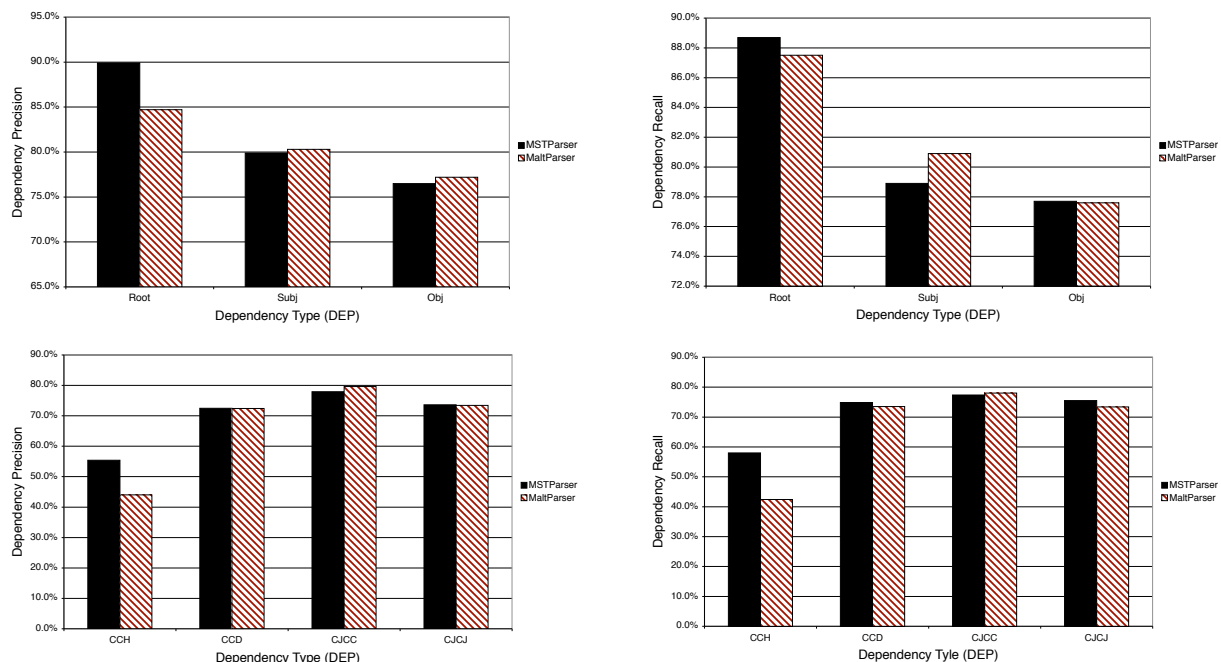 95.0%
90.0%
85.0%
80.0%
75.0%
70.0%
65.0%
Dependency Precision
Root Subj Obj
Dependency Type (DEP)
MSTParser
MaltParser
90.0%
88.0%
86.0%
84.0%
82.0%
80.0%
78.0%
76.0%
74.0%
72.0%
Dependency Recall
Root Subj Obj
Dependency Type (DEP)
MSTParser
MaltParser
90.0%
80.0%
70.0%
60.0%
50.0%
40.0%
30.0%
20.0%
10.0%
0.0%
Dependency Precision
CCH CCD CJCC CJCJ
Dependency Type (DEP)
MSTParser
MaltParser
90.0%
80.0%
70.0%
60.0%
50.0%
40.0%
30.0%
20.0%
10.0%
0.0%
Dependency Recall
CCH CCD CJCC CJCJ
Dependency Tyle (DEP)
MSTParser
MaltParser